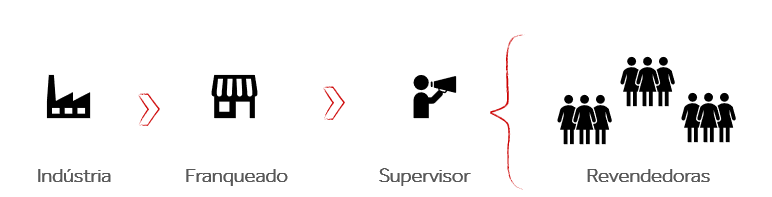 Indústria
Franqueado
Supervisor
Revendedoras